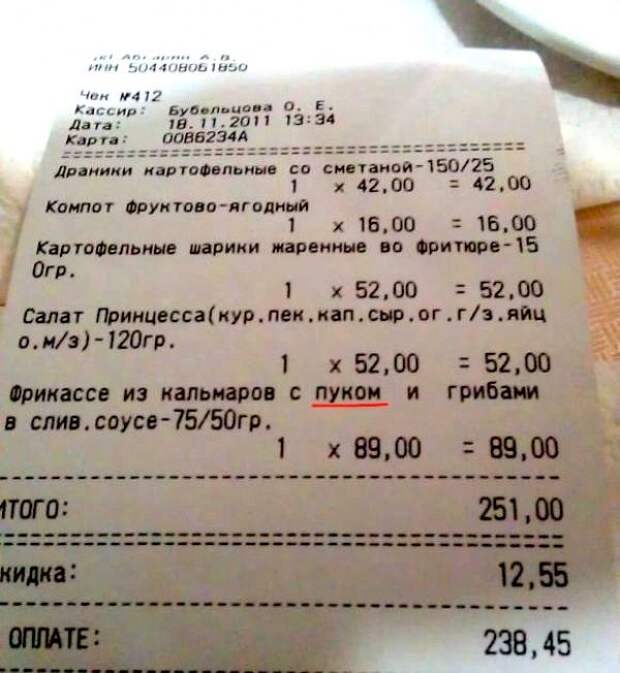 ИНН 504408061850
Чек №412
Кассир: Бубельцова О. Е.
Дата: 18.11.2011 13:34
Карта: 00B6234A
Драники картофельные со сметаной-150/25
1 x 42,00 = 42,00
Компот фруктово-ягодный
1 x 16,00 = 16,00
Картофельные шарики жаренные во фритюре-15
0гр.
1 x 52,00 = 52,00
Салат Принцесса(кур.пек.кап.сыр.ог.г/з.яйц
о.м/з)-120гр.
1 x 52,00 = 52,00
Фрикассе из кальмаров с пуком и грибами
в слив.соусе-75/50гр.
1 x 89,00 = 89,00
ИТОГО: 251,00
кидка: 12,55
ОПЛАТЕ: 238,45